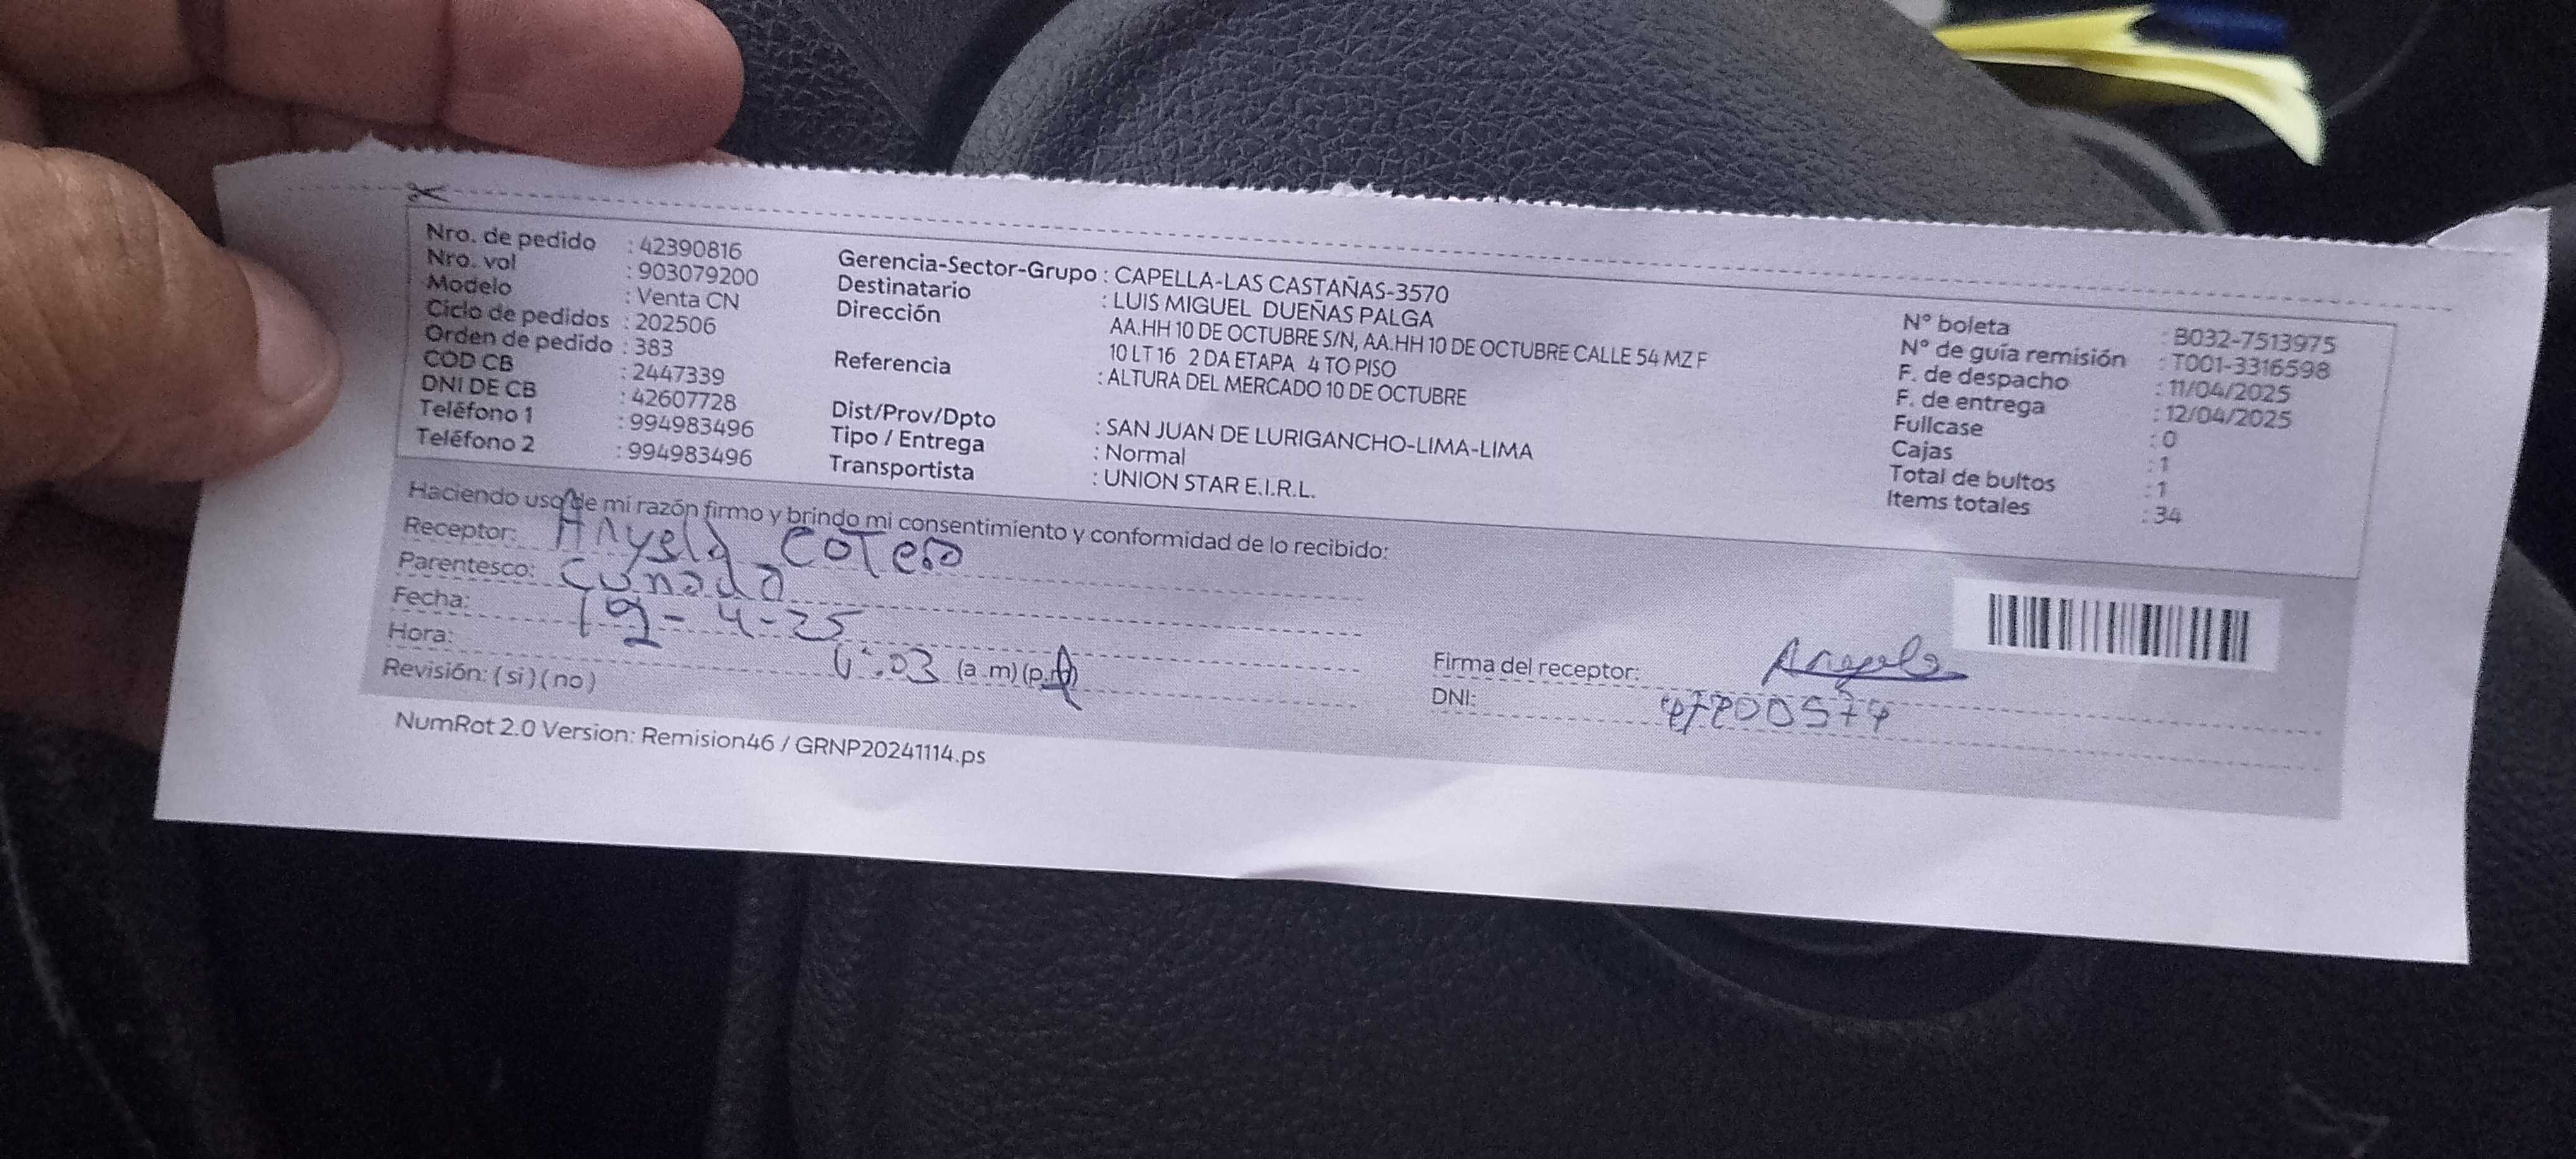 Nro. de pedido : 42390816
Nro. vol : 903079200
Modelo : Venta CN
Ciclo de pedidos : 202506
Orden de pedido : 383
COD CB : 2447339
DNI DE CB : 42607728
Teléfono 1 : 994983496
Teléfono 2 : 994983496
Gerencia-Sector-Grupo : CAPELLA-LAS CASTAÑAS-3570
Destinatario : LUIS MIGUEL DUEÑAS PALGA
Dirección AA.HH 10 DE OCTUBRE S/N, AA.HH 10 DE OCTUBRE CALLE 54 MZ F
10 LT 16 2 DA ETAPA 4 TO PISO
Referencia : ALTURA DEL MERCADO 10 DE OCTUBRE
Dist/Prov/Dpto : SAN JUAN DE LURIGANCHO-LIMA-LIMA
Tipo / Entrega : Normal
Transportista : UNION STAR E.I.R.L.
N° boleta : B032-7513975
N° de guía remisión : T001-3316598
F. de despacho : 11/04/2025
F. de entrega : 12/04/2025
Fullcase : 0
Cajas : 1
Total de bultos : 1
Items totales : 34
Haciendo uso de mi razón firmo y brindo mi consentimiento y conformidad de lo recibido:
Receptor: Anyela Cotero
Parentesco: cuñada
Fecha: -4-25
Hora: :03 (a.m) (p.m)
Revisión: ( si ) ( no )
Firma del receptor: Angela
DNI:
NumRot 2.0 Version: Remision46 / GRNP20241114.ps